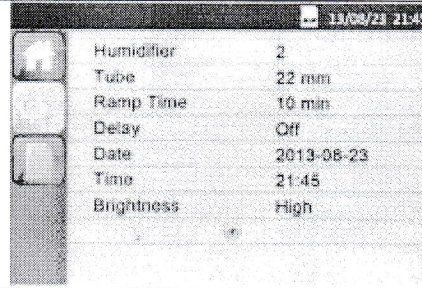 13/08/23 21:45
Humidifier 2
Tube 22 mm
Ramp Time 10 min
Delay Off
Date 2013-08-23
Time 21:45
Brightness High